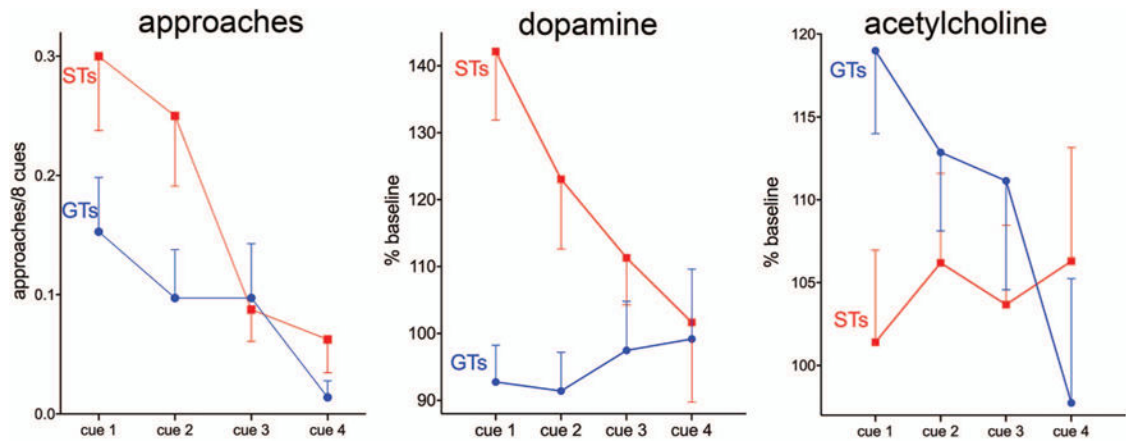 approaches
0.3
0.2
0.1
0.0
approaches/8 cues
STs
GTs
cue 1 cue 2 cue 3 cue 4
dopamine
140
130
120
110
100
90
% baseline
STs
GTs
cue 1 cue 2 cue 3 cue 4
acetylcholine
120
115
110
105
100
% baseline
GTs
STs
cue 1 cue 2 cue 3 cue 4